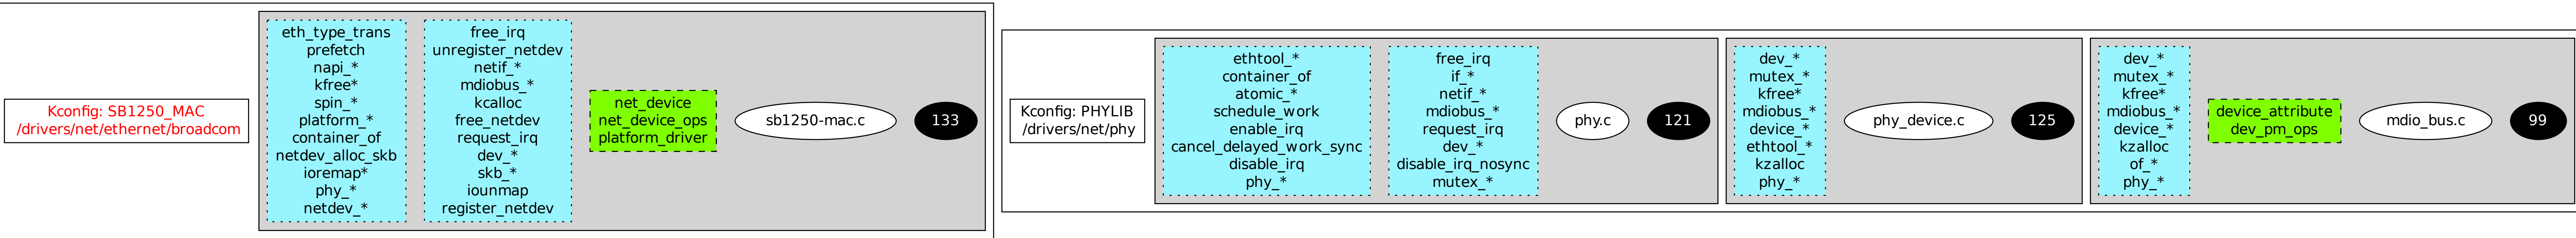 Kconfig: SB1250_MAC
/drivers/net/ethernet/broadcom
eth_type_trans
prefetch
napi_*
kfree*
spin_*
platform_*
container_of
netdev_alloc_skb
ioremap*
phy_*
netdev_*
free_irq
unregister_netdev
netif_*
mdiobus_*
kcalloc
free_netdev
request_irq
dev_*
skb_*
iounmap
register_netdev
net_device
net_device_ops
platform_driver
sb1250-mac.c
133
Kconfig: PHYLIB
/drivers/net/phy
ethtool_*
container_of
atomic_*
schedule_work
enable_irq
cancel_delayed_work_sync
disable_irq
phy_*
free_irq
if_*
netif_*
mdiobus_*
request_irq
dev_*
disable_irq_nosync
mutex_*
phy.c
121
dev_*
mutex_*
kfree*
mdiobus_*
device_*
ethtool_*
kzalloc
phy_*
phy_device.c
125
dev_*
mutex_*
kfree*
mdiobus_*
device_*
kzalloc
of_*
phy_*
device_attribute
dev_pm_ops
mdio_bus.c
99